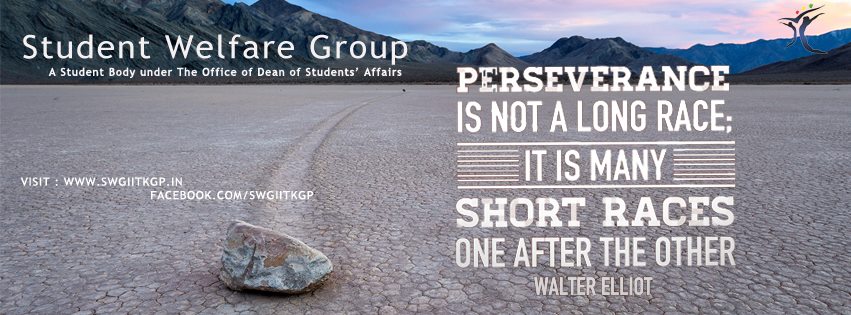 Student Welfare Group
A Student Body under The Office of Dean of Students' Affairs
VISIT : WWW.SWGIITKGP.IN
FACEBOOK.COM/SWGIITKGP
PERSEVERANCE
IS NOT A LONG RACE;
IT IS MANY
SHORT RACES
ONE AFTER THE OTHER
WALTER ELLIOT